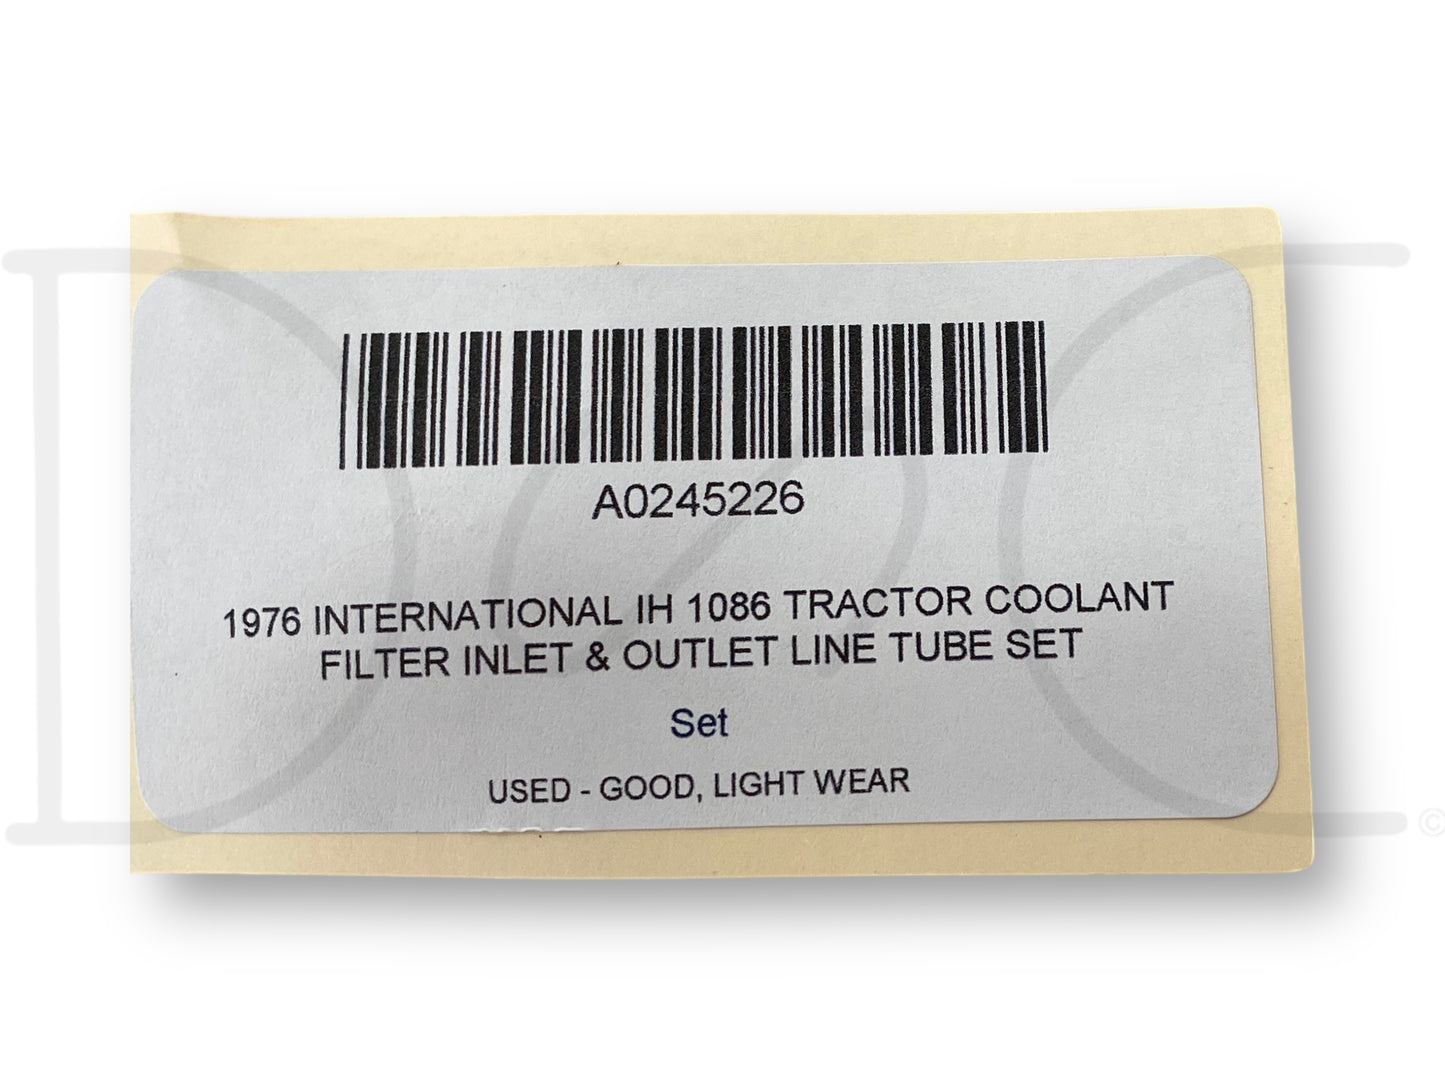 A0245226
1976 INTERNATIONAL IH 1086 TRACTOR COOLANT
FILTER INLET & OUTLET LINE TUBE SET
Set
USED - GOOD, LIGHT WEAR
©